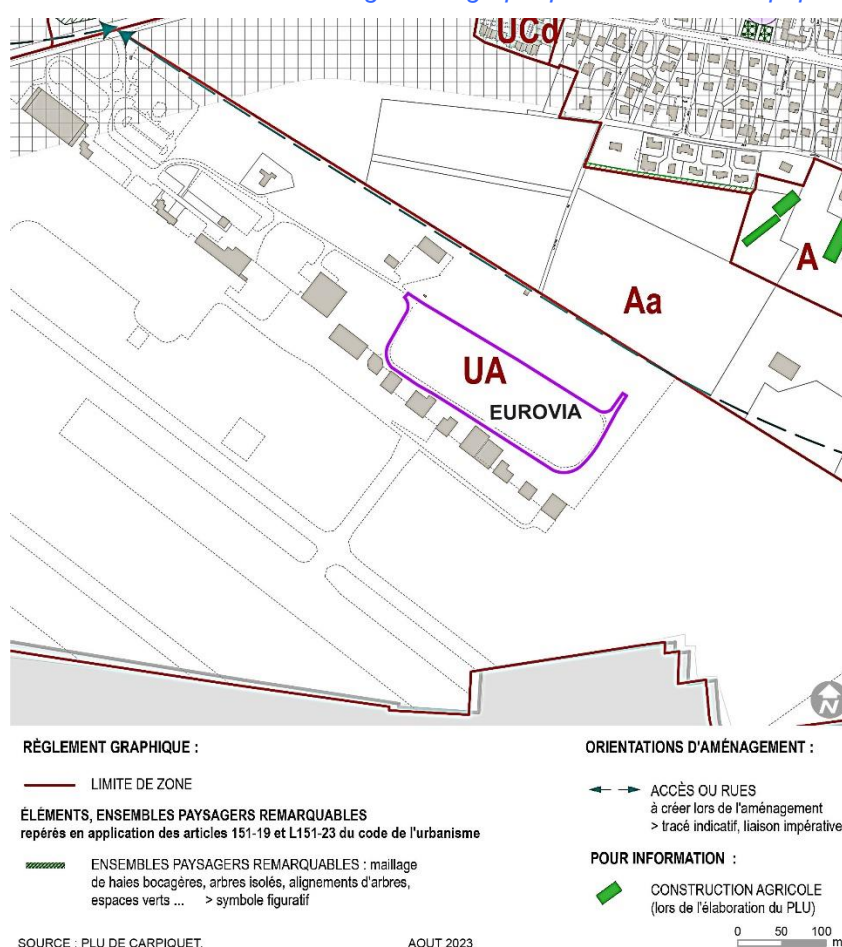 UCd
A
Aa
UA
EUROVIA
N
RÈGLEMENT GRAPHIQUE :
LIMITE DE ZONE
ÉLÉMENTS, ENSEMBLES PAYSAGERS REMARQUABLES
repérés en application des articles 151-19 et L151-23 du code de l'urbanisme
ENSEMBLES PAYSAGERS REMARQUABLES : maillage
de haies bocagères, arbres isolés, alignements d'arbres,
espaces verts ... > symbole figuratif
SOURCE : PLU DE CARPIQUET.
AOUT 2023
ORIENTATIONS D'AMÉNAGEMENT :
ACCÈS OU RUES
à créer lors de l'aménagement
> tracé indicatif, liaison impérative
POUR INFORMATION :
CONSTRUCTION AGRICOLE
(lors de l'élaboration du PLU)
0 50 100
m